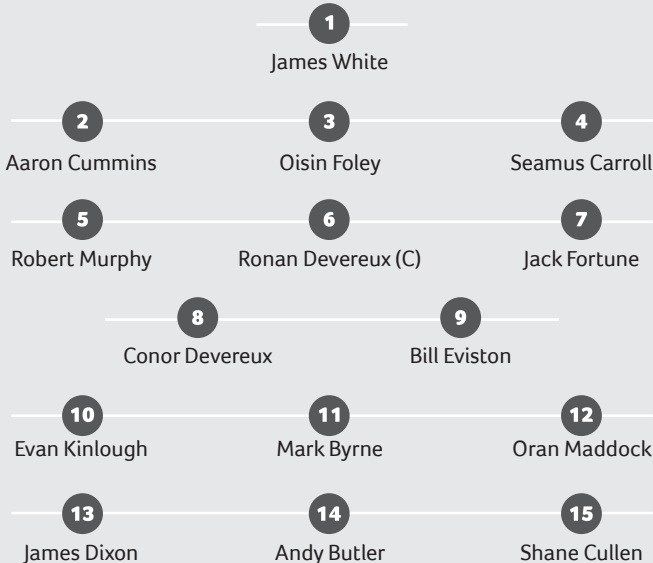 1
James White
2 3 4
Aaron Cummins Oisin Foley Seamus Carroll
5 6 7
Robert Murphy Ronan Devereux (C) Jack Fortune
8 9
Conor Devereux Bill Eviston
10 11 12
Evan Kinlough Mark Byrne Oran Maddock
13 14 15
James Dixon Andy Butler Shane Cullen